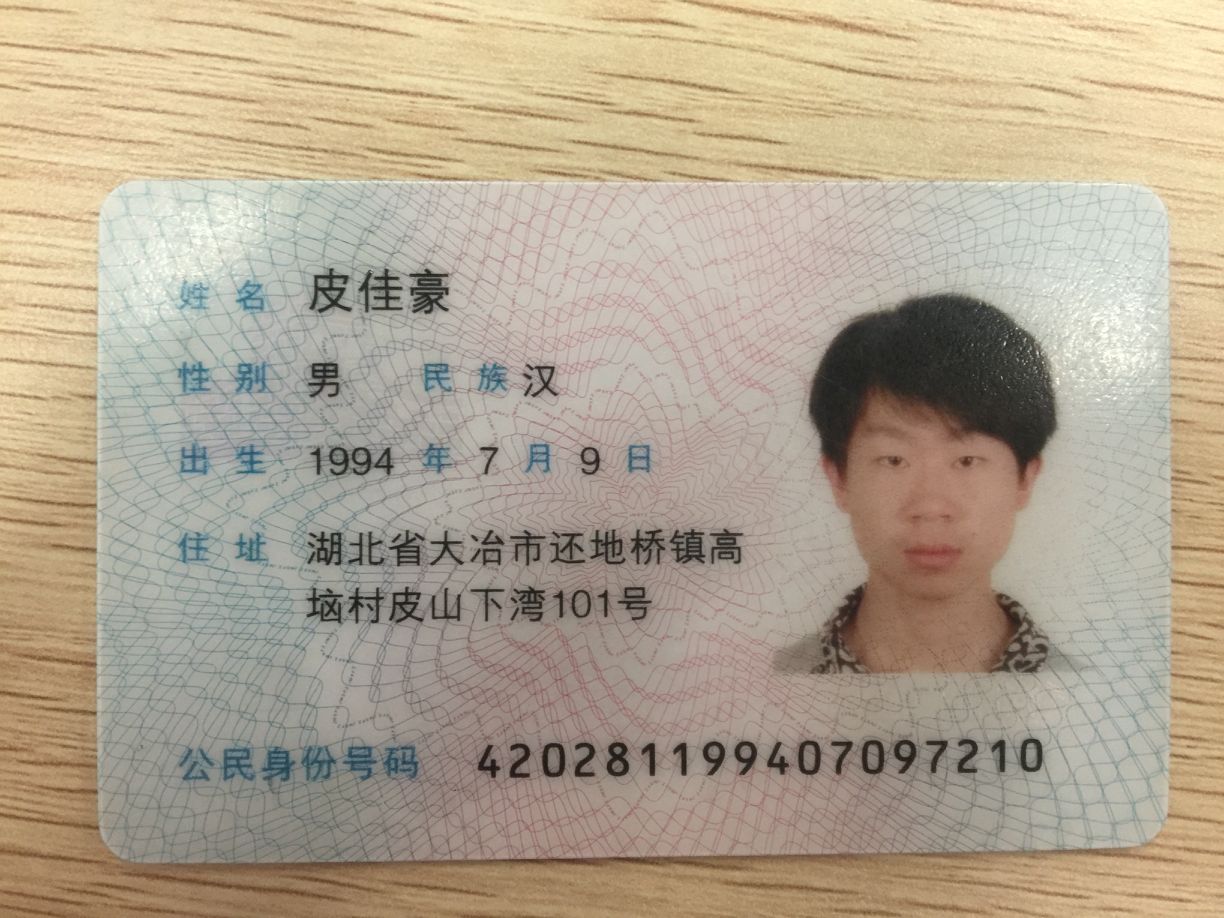 姓名 皮佳豪
性别 男 民族 汉
出生 1994 年 7 月 9 日
住址 湖北省大冶市还地桥镇高
垴村皮山下湾101号
公民身份号码 420281199407097210